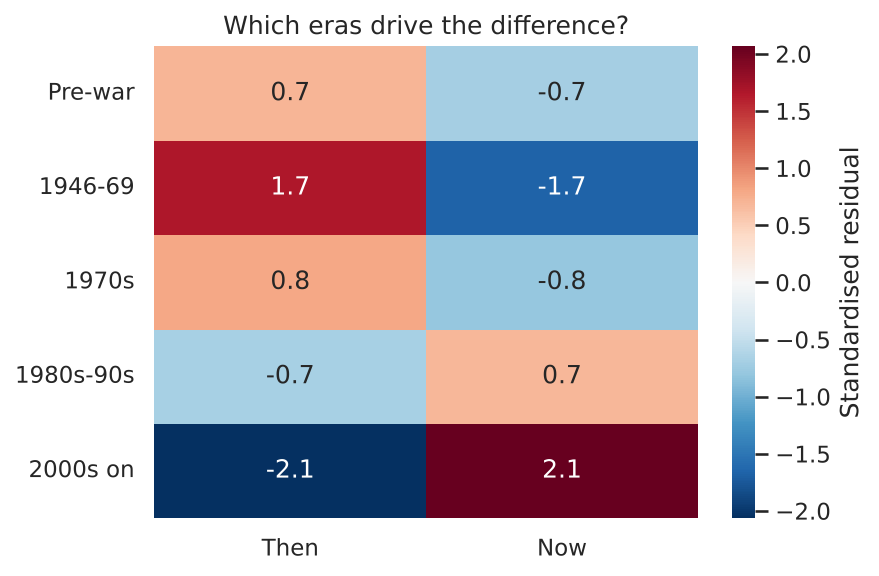 Which eras drive the difference?
Pre-war 0.7 -0.7
1946-69 1.7 -1.7
1970s 0.8 -0.8
1980s-90s -0.7 0.7
2000s on -2.1 2.1
Then Now
2.0
1.5
1.0
0.5
0.0
−0.5
−1.0
−1.5
−2.0
Standardised residual